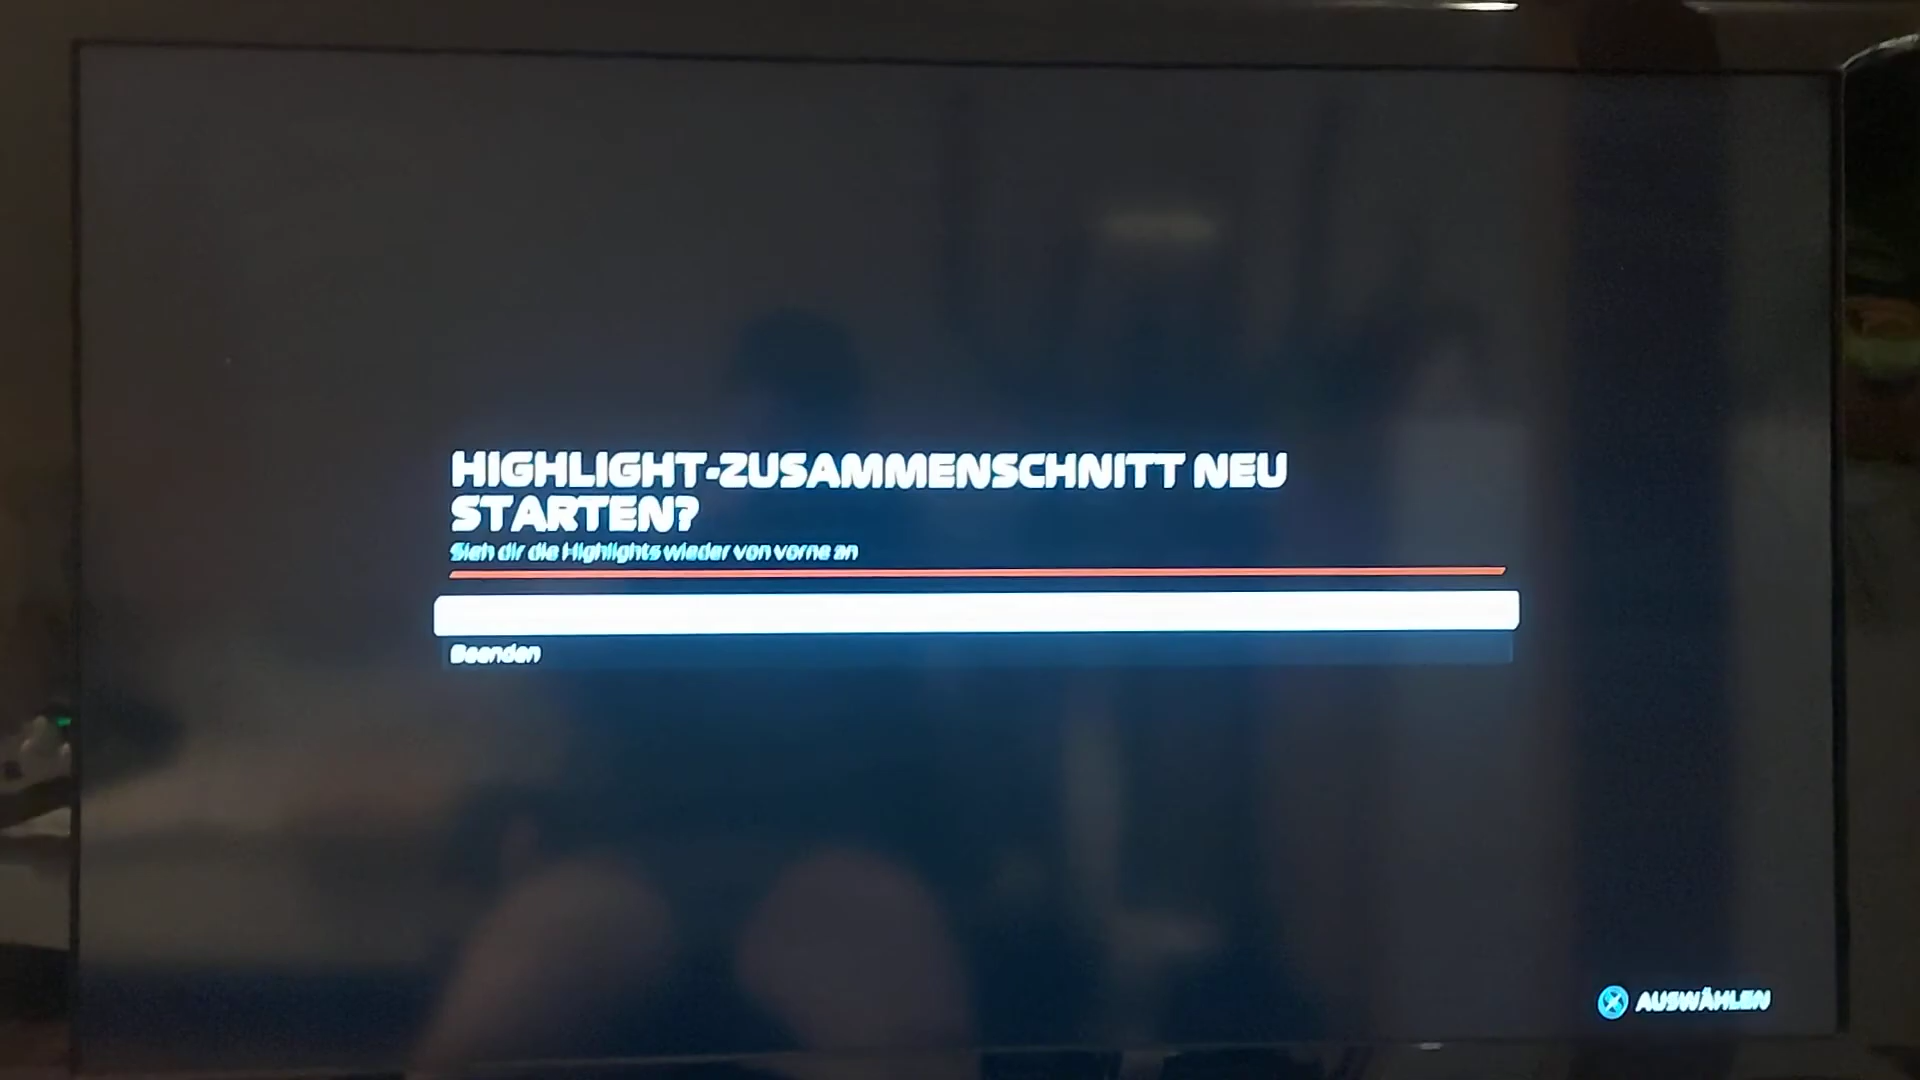 HIGHLIGHT-ZUSAMMENSCHNITT NEU
STARTEN?
Sieh dir die Highlights wieder von vorne an
Beenden
AUSWÄHLEN